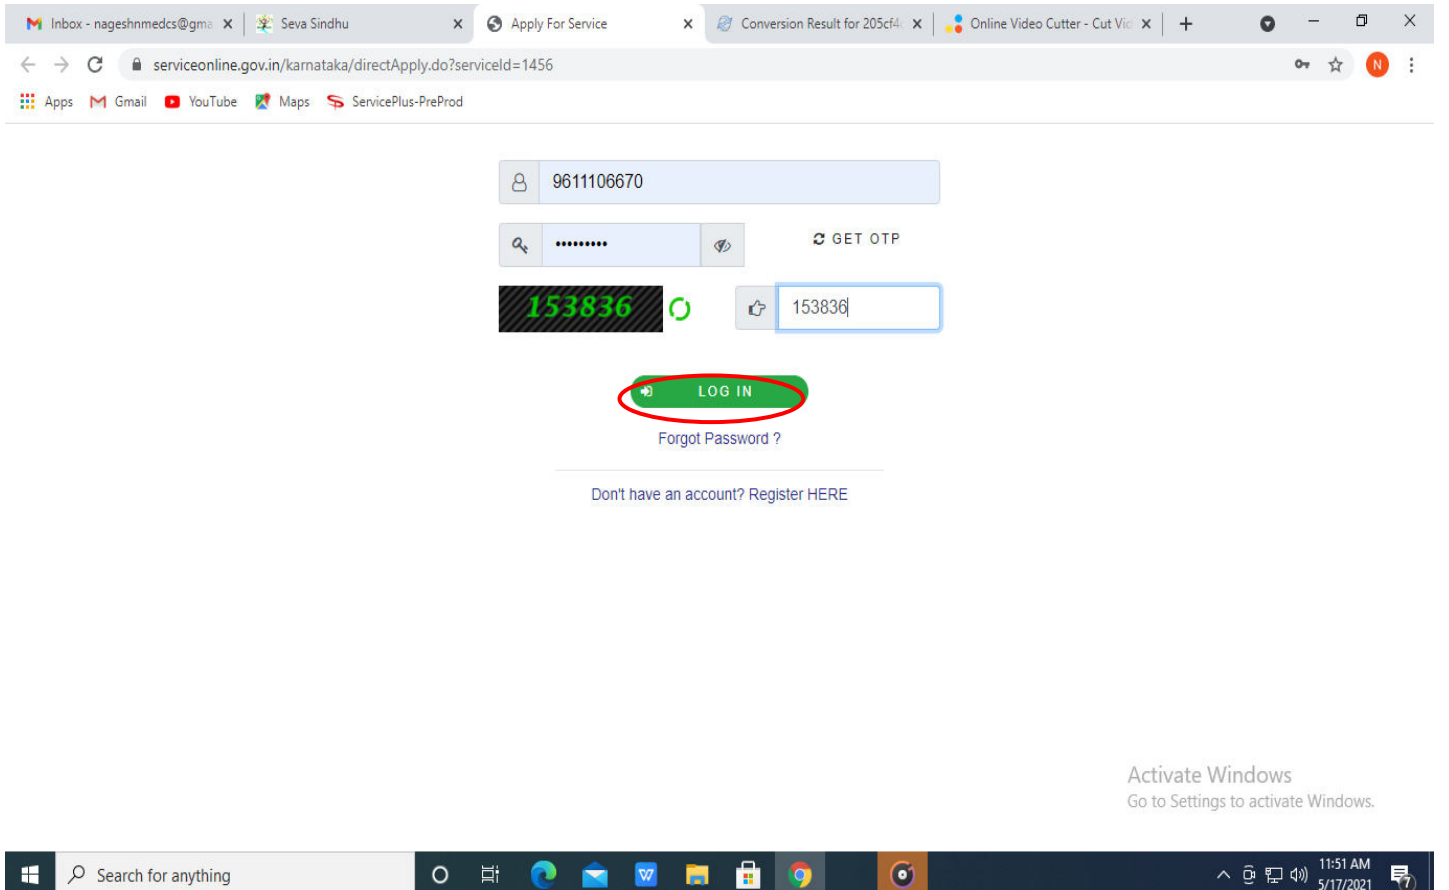 Inbox - nageshnmedcs@gma
Seva Sindhu
Apply For Service
Conversion Result for 205cf4
Online Video Cutter - Cut Vid
serviceonline.gov.in/karnataka/directApply.do?serviceId=1456
N
Apps
Gmail
YouTube
Maps
ServicePlus-PreProd
9611106670
GET OTP
153836
153836
LOG IN
Forgot Password ?
Don't have an account? Register HERE
Activate Windows
Go to Settings to activate Windows.
Search for anything
W
11:51 AM
5/17/2021
7